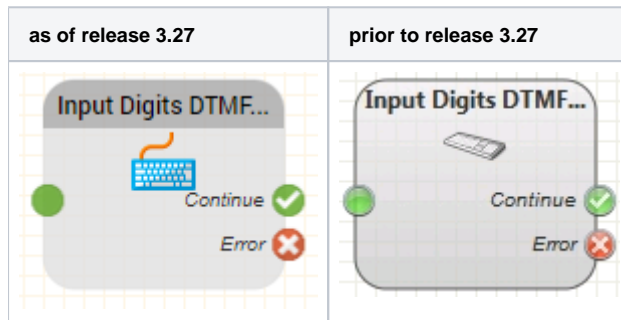 as of release 3.27
prior to release 3.27
Input Digits DTMF...
Continue
Error
Input Digits DTMF...
Continue
Error